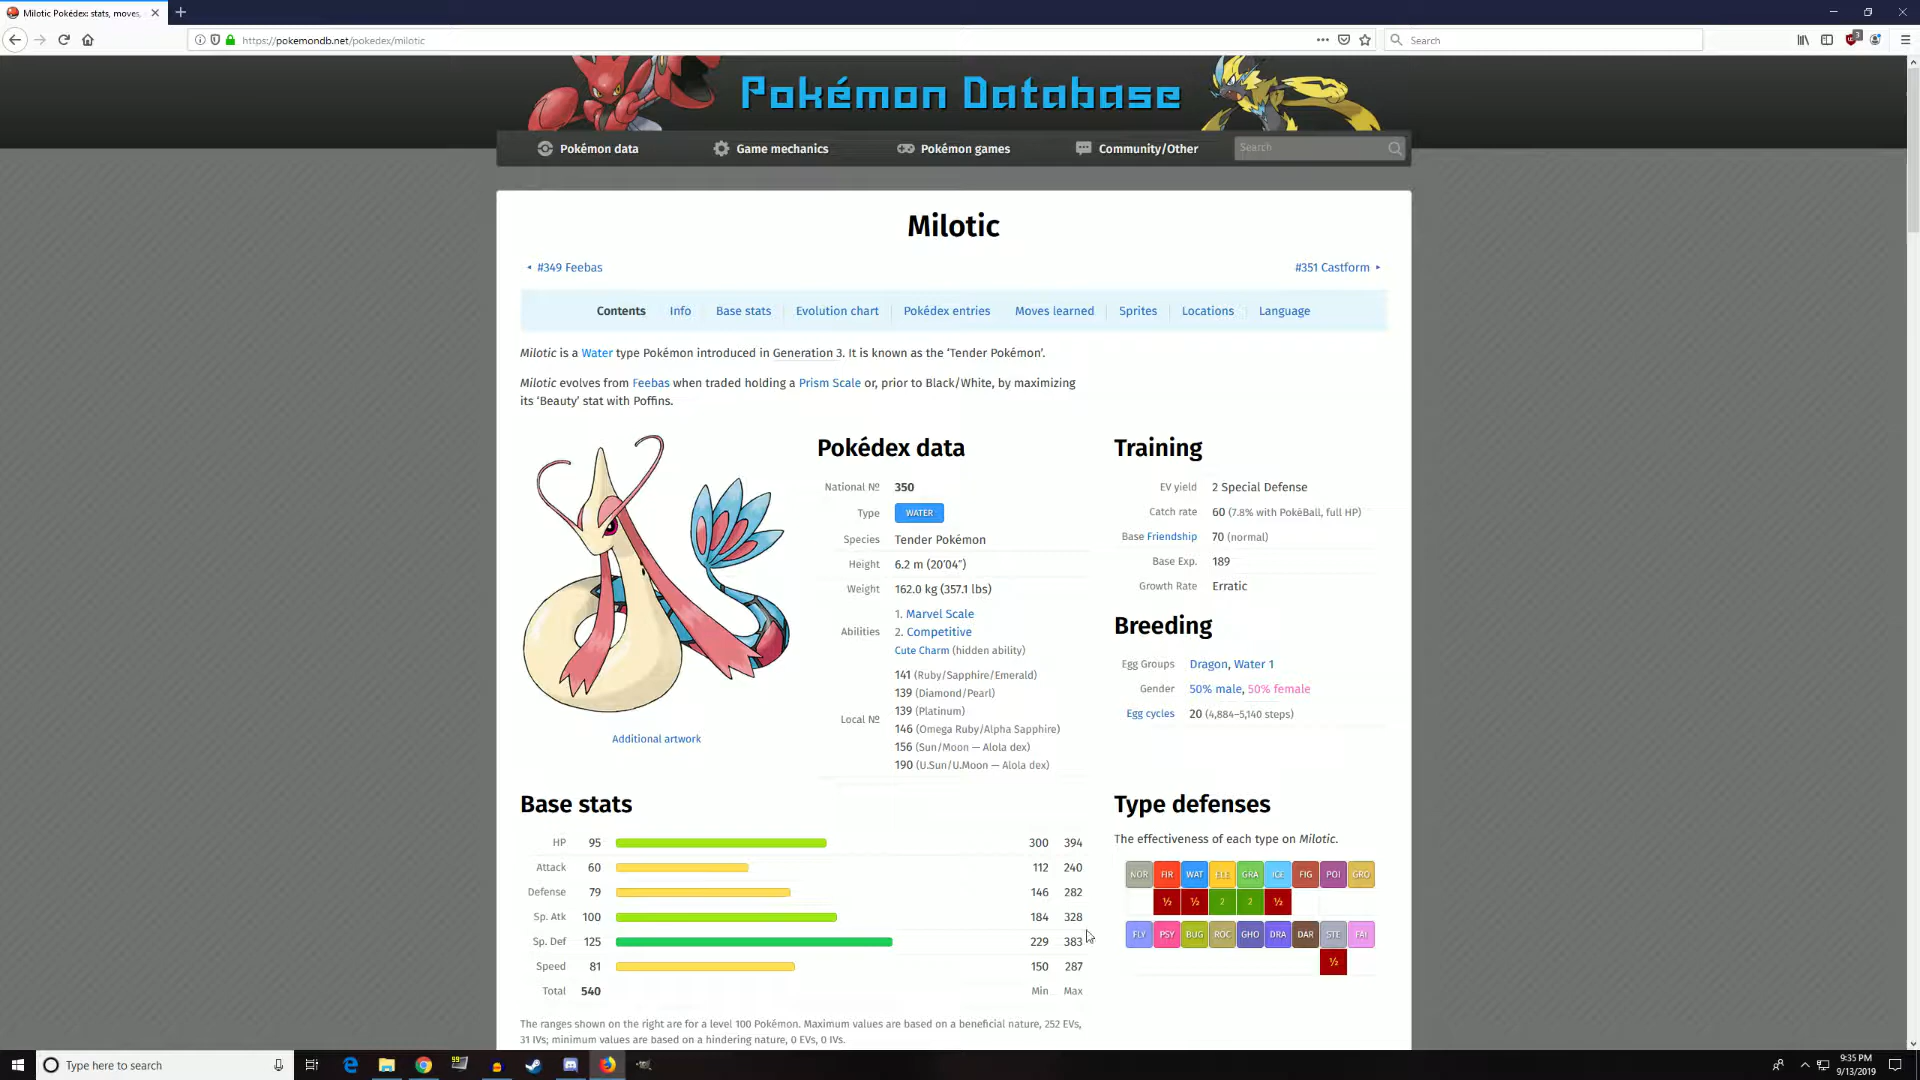 Milotic Pokédex: stats, moves,
https://pokemondb.net/pokedex/milotic
Search
3
Pokémon Database
Pokémon data
Game mechanics
Pokémon games
Community/Other
Search
Milotic
#349 Feebas
#351 Castform
Contents Info Base stats Evolution chart Pokédex entries Moves learned Sprites Locations Language
Milotic is a Water type Pokémon introduced in Generation 3. It is known as the ‘Tender Pokémon’.
Milotic evolves from Feebas when traded holding a Prism Scale or, prior to Black/White, by maximizing
its ‘Beauty’ stat with Poffins.
Additional artwork
Pokédex data
National № 350
Type WATER
Species Tender Pokémon
Height 6.2 m (20′04″)
Weight 162.0 kg (357.1 lbs)
Abilities 1. Marvel Scale
2. Competitive
Cute Charm (hidden ability)
Local № 141 (Ruby/Sapphire/Emerald)
139 (Diamond/Pearl)
139 (Platinum)
146 (Omega Ruby/Alpha Sapphire)
156 (Sun/Moon — Alola dex)
190 (U.Sun/U.Moon — Alola dex)
Training
EV yield 2 Special Defense
Catch rate 60 (7.8% with PokéBall, full HP)
Base Friendship 70 (normal)
Base Exp. 189
Growth Rate Erratic
Breeding
Egg Groups Dragon, Water 1
Gender 50% male, 50% female
Egg cycles 20 (4,884–5,140 steps)
Base stats
HP 95 300 394
Attack 60 112 240
Defense 79 146 282
Sp. Atk 100 184 328
Sp. Def 125 229 383
Speed 81 150 287
Total 540 Min Max
The ranges shown on the right are for a level 100 Pokémon. Maximum values are based on a beneficial nature, 252 EVs,
31 IVs; minimum values are based on a hindering nature, 0 EVs, 0 IVs.
Type defenses
The effectiveness of each type on Milotic.
NOR FIR WAT ELE GRA ICE FIG POI GRO
½ ½ 2 2 ½
FLY PSY BUG ROC GHO DRA DAR STE FAI
½
Type here to search
99
9:35 PM
9/13/2019